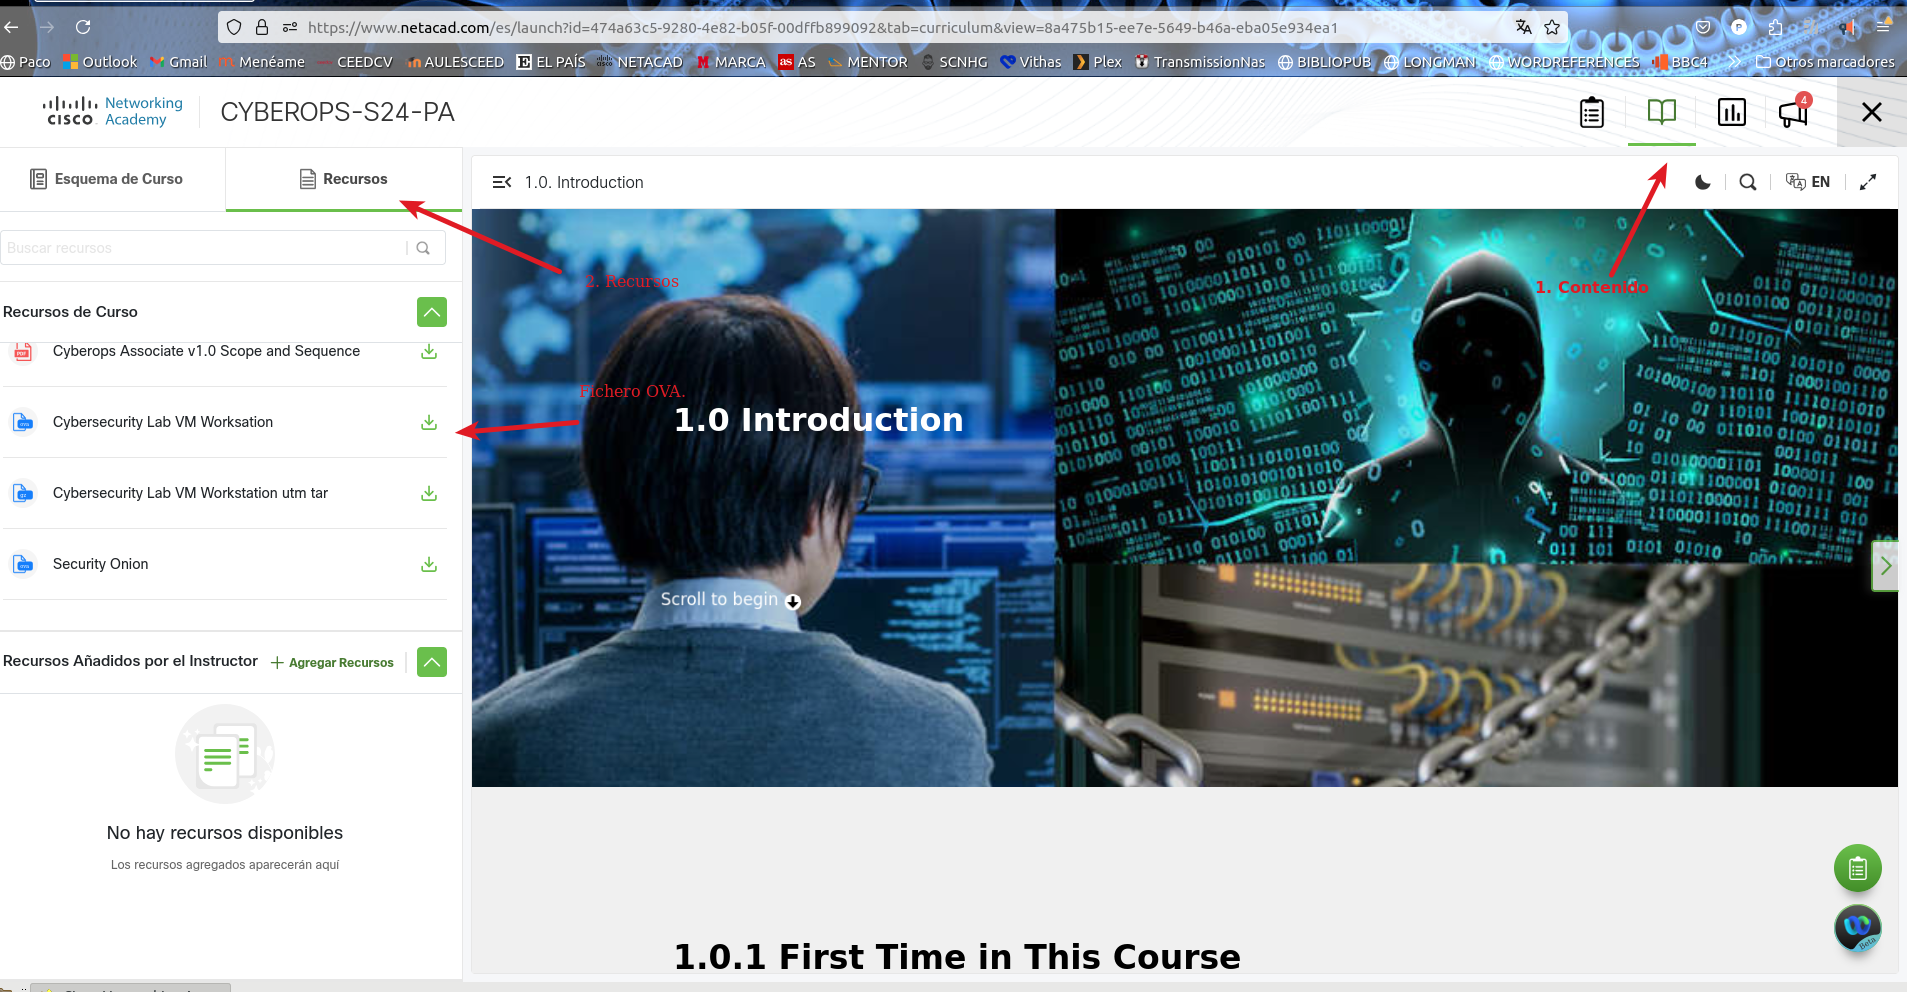 https://www.netacad.com/es/launch?id=474a63c5-9280-4e82-b05f-00dffb899092&tab=curriculum&view=8a475b15-ee7e-5649-b46a-eba05e934ea1
Paco Outlook Gmail Menéame CEEDCV AULESCEED EL PAÍS NETACAD MARCA AS MENTOR SCNHG Vithas Plex TransmissionNas BIBLIOPUB LONGMAN WORDREFERENCES BBC4 Otros marcadores
cisco Networking Academy
CYBEROPS-S24-PA
4
Esquema de Curso
Recursos
1.0. Introduction
EN
Buscar recursos
2. Recursos
1. Contenido
Recursos de Curso
Cyberops Associate v1.0 Scope and Sequence
Fichero OVA.
Cybersecurity Lab VM Worksation
1.0 Introduction
Cybersecurity Lab VM Workstation utm tar
Security Onion
Scroll to begin
Recursos Añadidos por el Instructor
Agregar Recursos
No hay recursos disponibles
Los recursos agregados aparecerán aquí
Beta
1.0.1 First Time in This Course